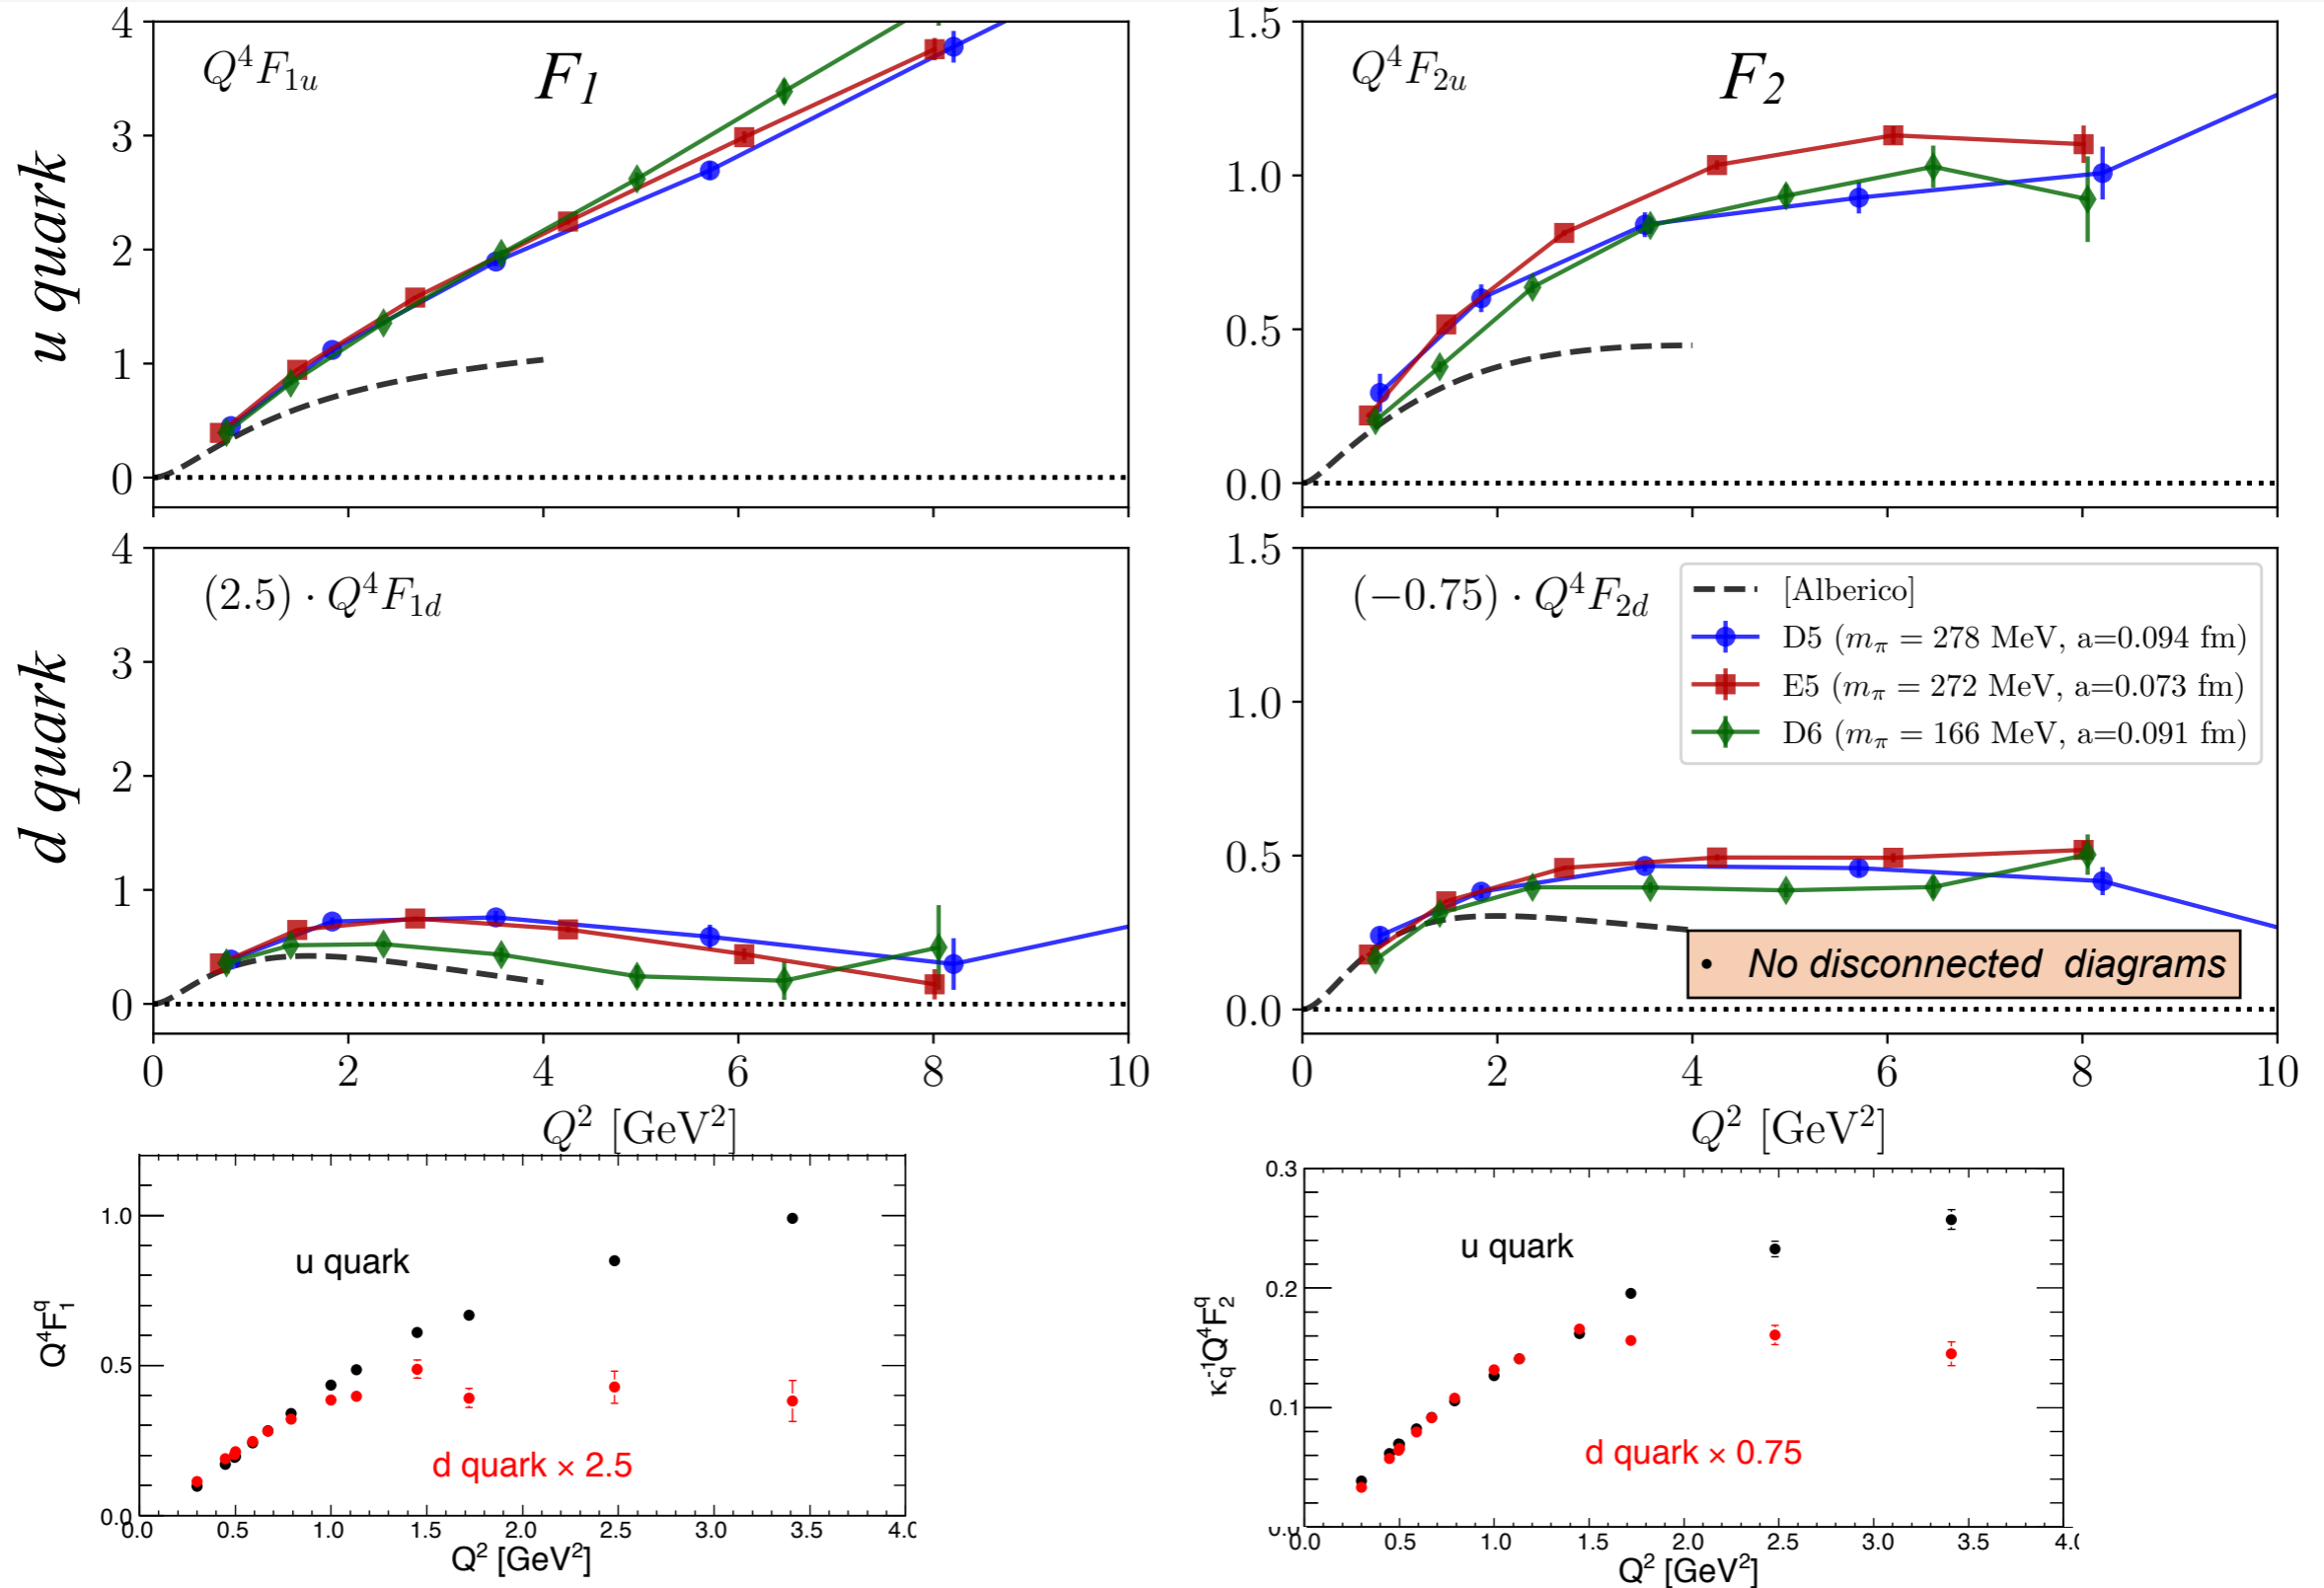 Q⁴F₁ᵤ
F₁
u quark
4
3
2
1
0
Q⁴F₂ᵤ
F₂
1.5
1.0
0.5
0.0
(2.5) · Q⁴F₁d
d quark
4
3
2
1
0
0 2 4 6 8 10
Q² [GeV²]
(−0.75) · Q⁴F₂d
[Alberico]
D5 (mπ = 278 MeV, a=0.094 fm)
E5 (mπ = 272 MeV, a=0.073 fm)
D6 (mπ = 166 MeV, a=0.091 fm)
• No disconnected diagrams
1.5
1.0
0.5
0.0
0 2 4 6 8 10
Q² [GeV²]
Q⁴F₁^q
1.0
0.5
0.0
u quark
d quark × 2.5
0.0 0.5 1.0 1.5 2.0 2.5 3.0 3.5
Q² [GeV²]
κq⁻¹Q⁴F₂^q
0.3
0.2
0.1
u quark
d quark × 0.75
0.0 0.5 1.0 1.5 2.0 2.5 3.0 3.5
Q² [GeV²]